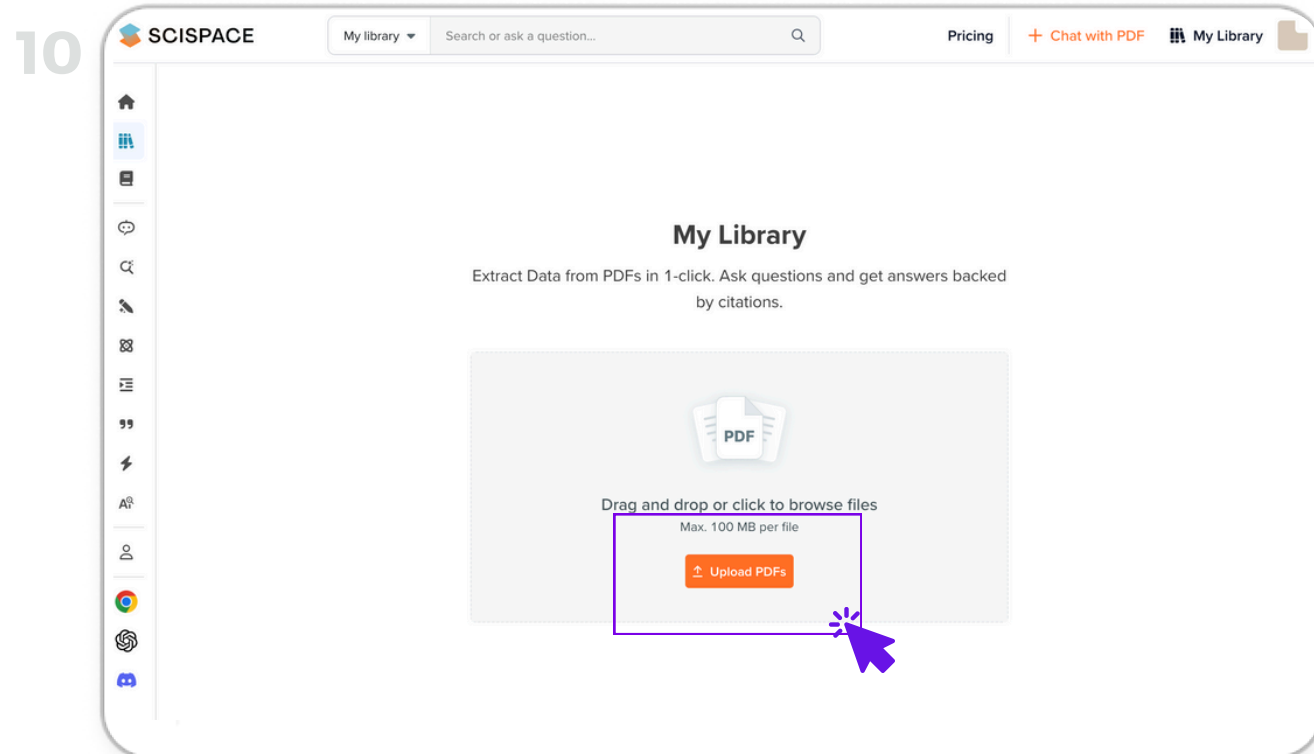 10
SCISPACE
My library
Search or ask a question...
Pricing
+ Chat with PDF
My Library
My Library
Extract Data from PDFs in 1-click. Ask questions and get answers backed
by citations.
PDF
Drag and drop or click to browse files
Max. 100 MB per file
Upload PDFs
Ai